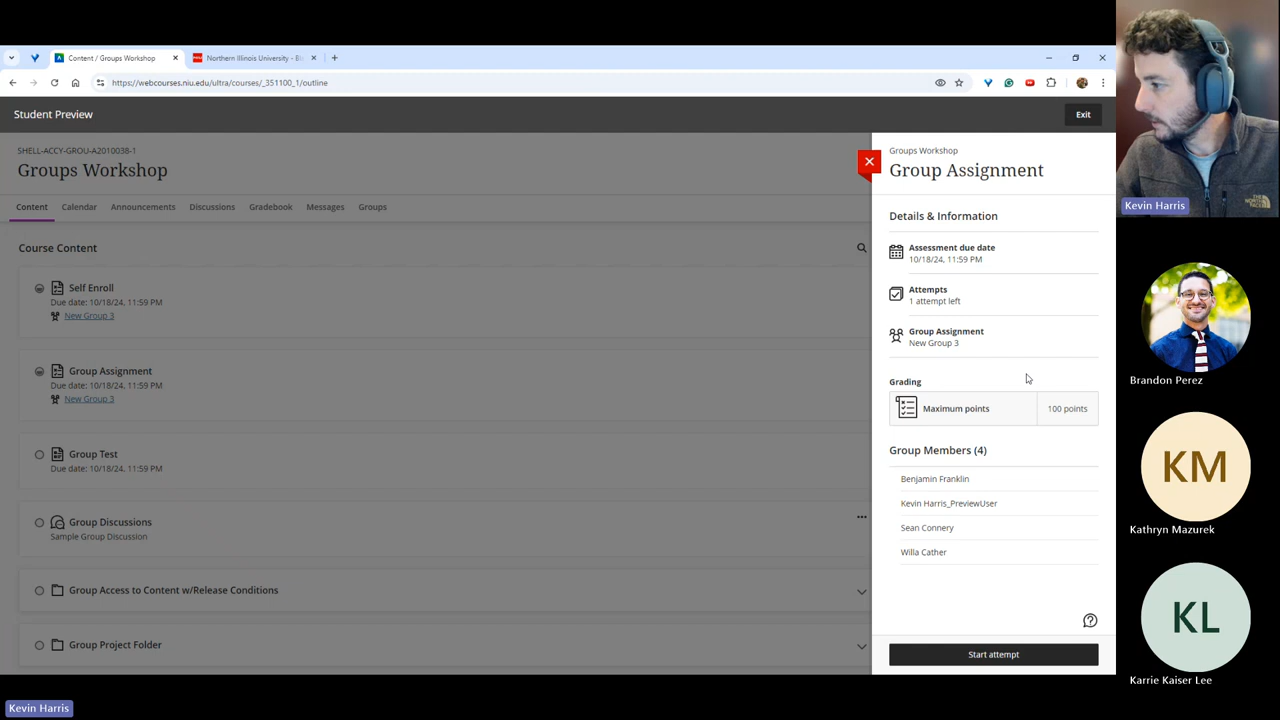 Content / Groups Workshop
Northern Illinois University - Bl
https://webcourses.niu.edu/ultra/courses/_351100_1/outline
Student Preview
Exit
SHELL-ACCY-GROU-A2010038-1
Groups Workshop
Content
Calendar
Announcements
Discussions
Gradebook
Messages
Groups
Course Content
Self Enroll
Due date: 10/18/24, 11:59 PM
New Group 3
Group Assignment
Due date: 10/18/24, 11:59 PM
New Group 3
Group Test
Due date: 10/18/24, 11:59 PM
Group Discussions
Sample Group Discussion
Group Access to Content w/Release Conditions
Group Project Folder
Groups Workshop
Group Assignment
Details & Information
Assessment due date
10/18/24, 11:59 PM
Attempts
1 attempt left
Group Assignment
New Group 3
Grading
Maximum points
100 points
Group Members (4)
Benjamin Franklin
Kevin Harris_PreviewUser
Sean Connery
Willa Cather
Start attempt
Kevin Harris
Brandon Perez
KM
Kathryn Mazurek
KL
Karrie Kaiser Lee
Kevin Harris